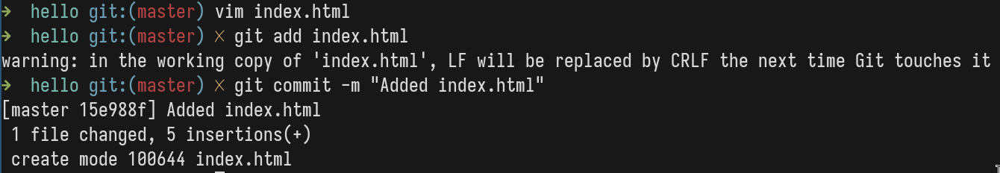 ➜  hello git:(master) vim index.html
➜  hello git:(master) ✗ git add index.html
warning: in the working copy of 'index.html', LF will be replaced by CRLF the next time Git touches it
➜  hello git:(master) ✗ git commit -m "Added index.html"
[master 15e988f] Added index.html
 1 file changed, 5 insertions(+)
 create mode 100644 index.html